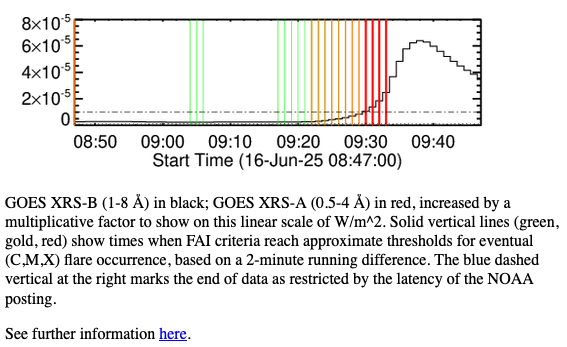 8×10⁻⁵
6×10⁻⁵
4×10⁻⁵
2×10⁻⁵
0
08:50 09:00 09:10 09:20 09:30 09:40
Start Time (16-Jun-25 08:47:00)
GOES XRS-B (1-8 Å) in black; GOES XRS-A (0.5-4 Å) in red, increased by a
multiplicative factor to show on this linear scale of W/m^2. Solid vertical lines (green,
gold, red) show times when FAI criteria reach approximate thresholds for eventual
(C,M,X) flare occurrence, based on a 2-minute running difference. The blue dashed
vertical at the right marks the end of data as restricted by the latency of the NOAA
posting.
See further information here.